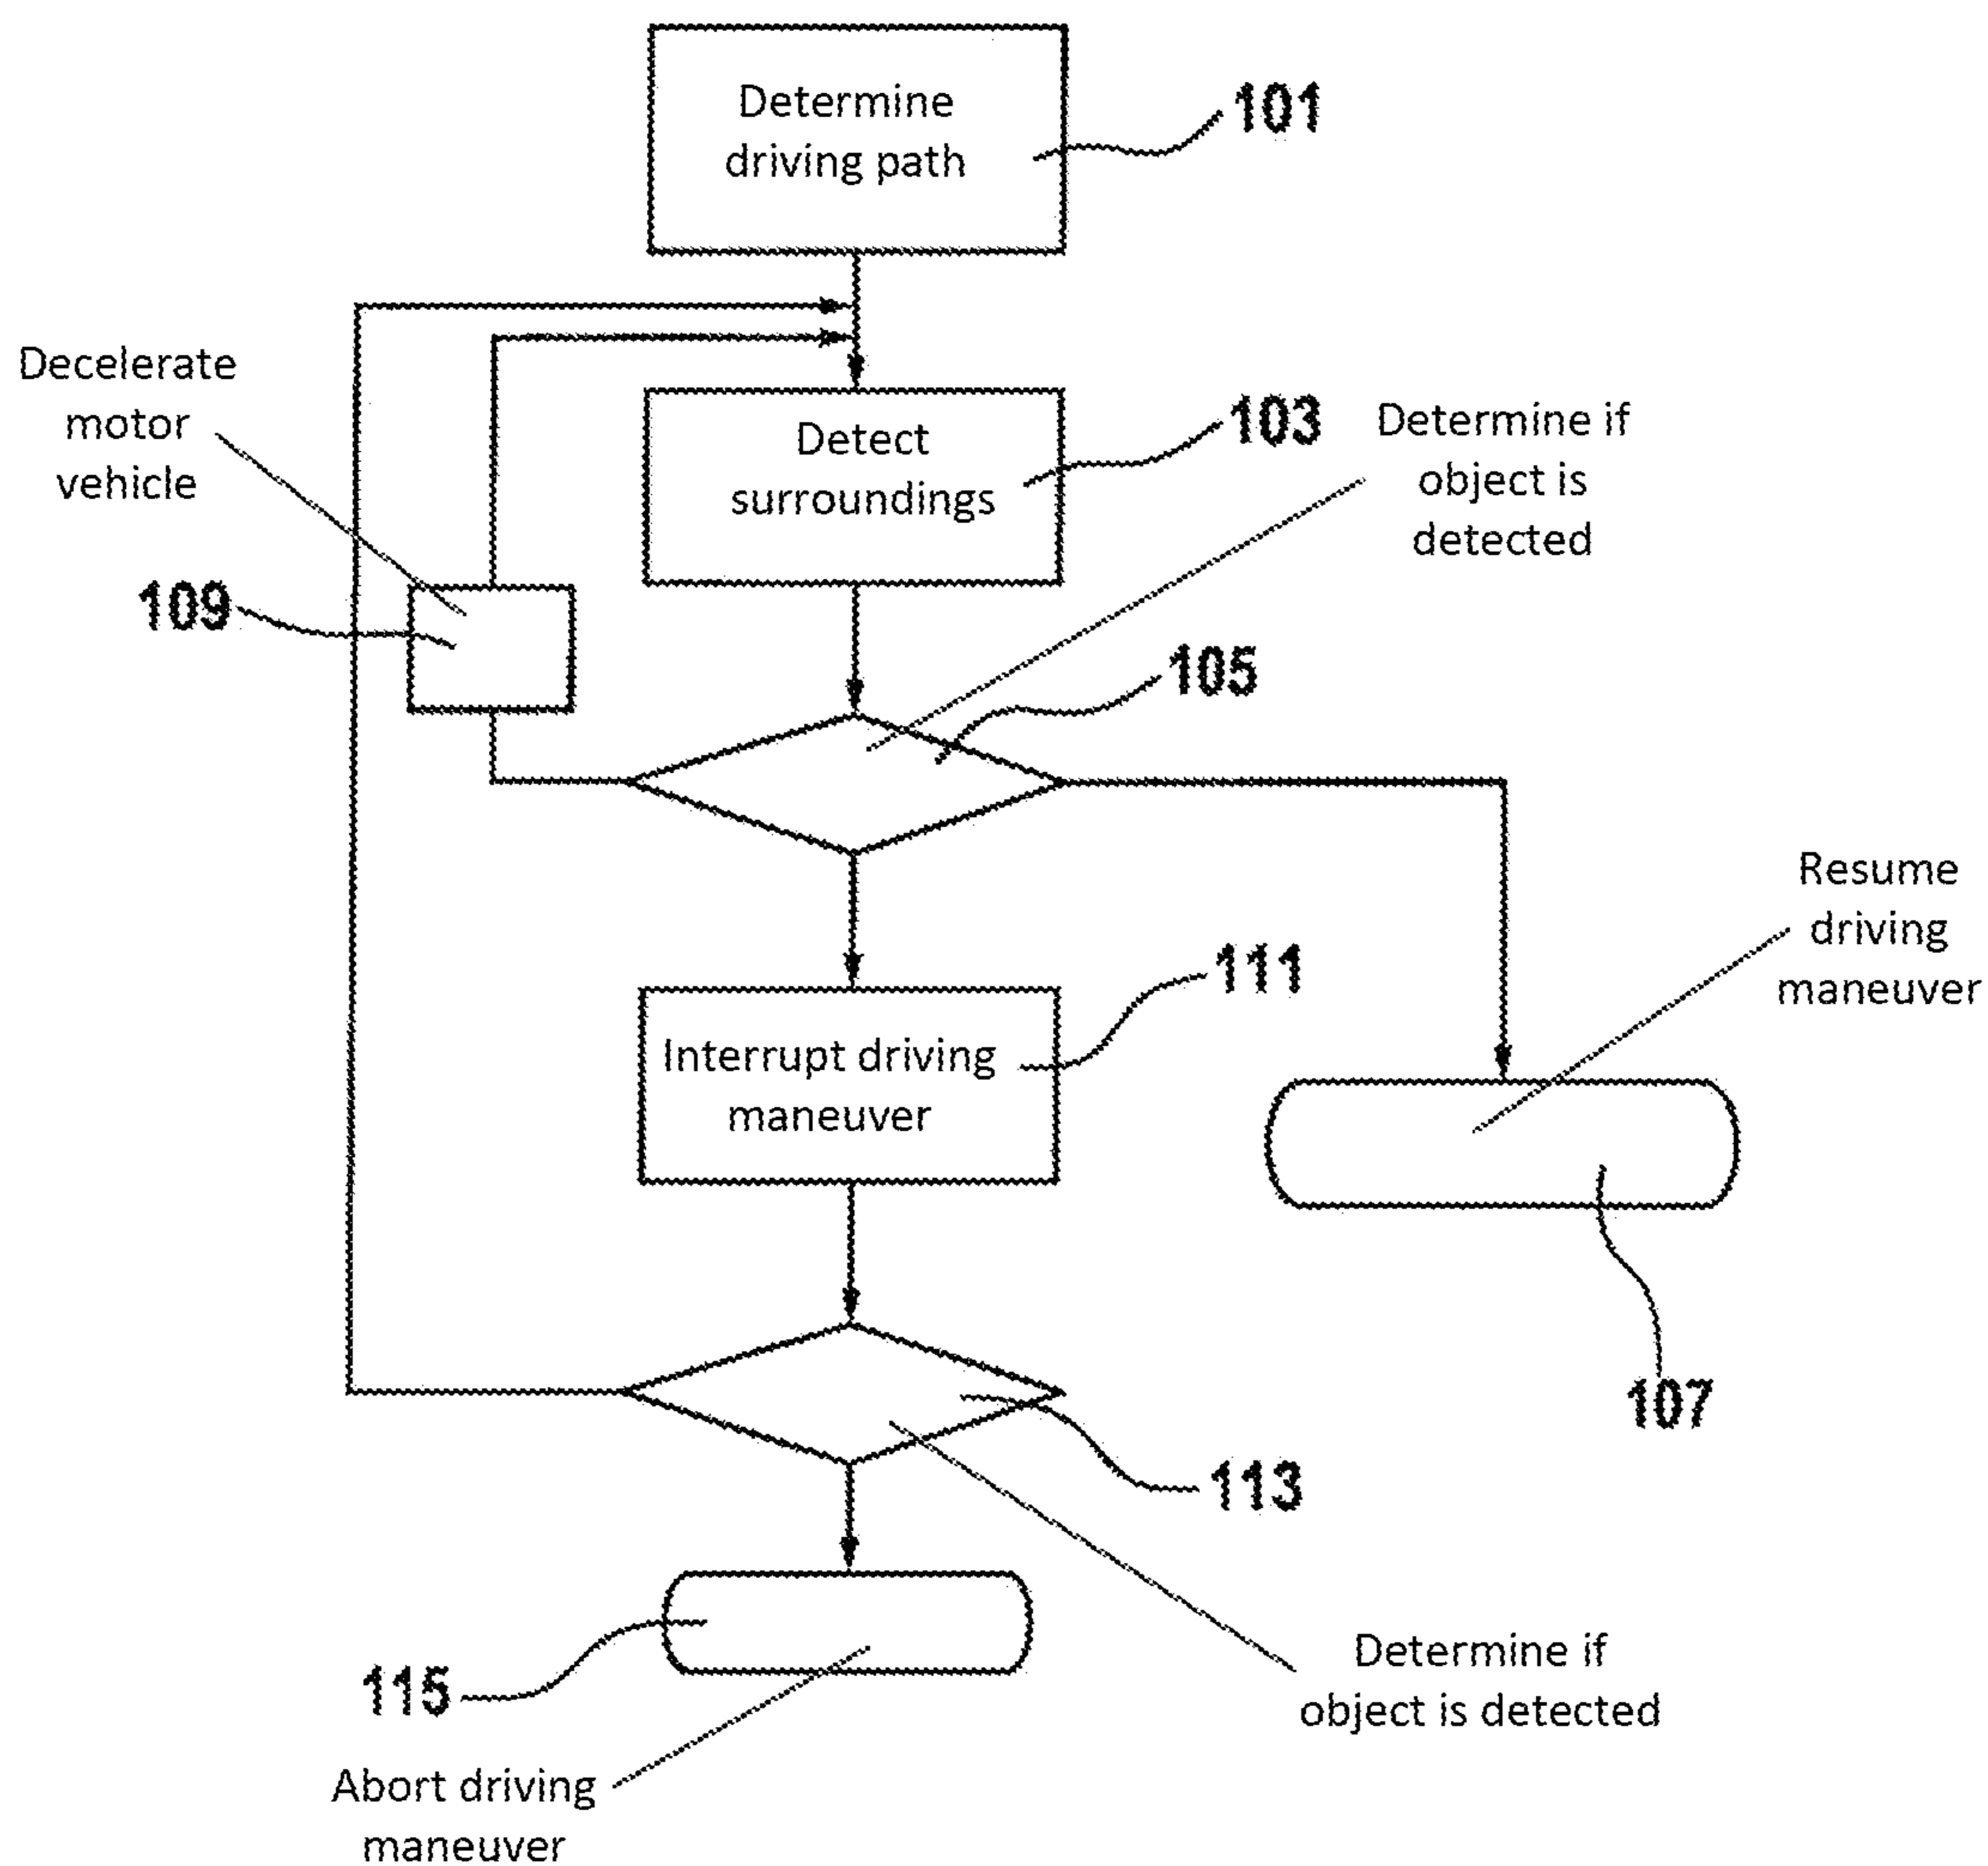 Determine
driving path
101
Decelerate
motor
vehicle
Detect
surroundings
103
Determine if
object is
detected
109
105
Resume
driving
maneuver
111
Interrupt driving
maneuver
107
113
115
Determine if
object is detected
Abort driving
maneuver